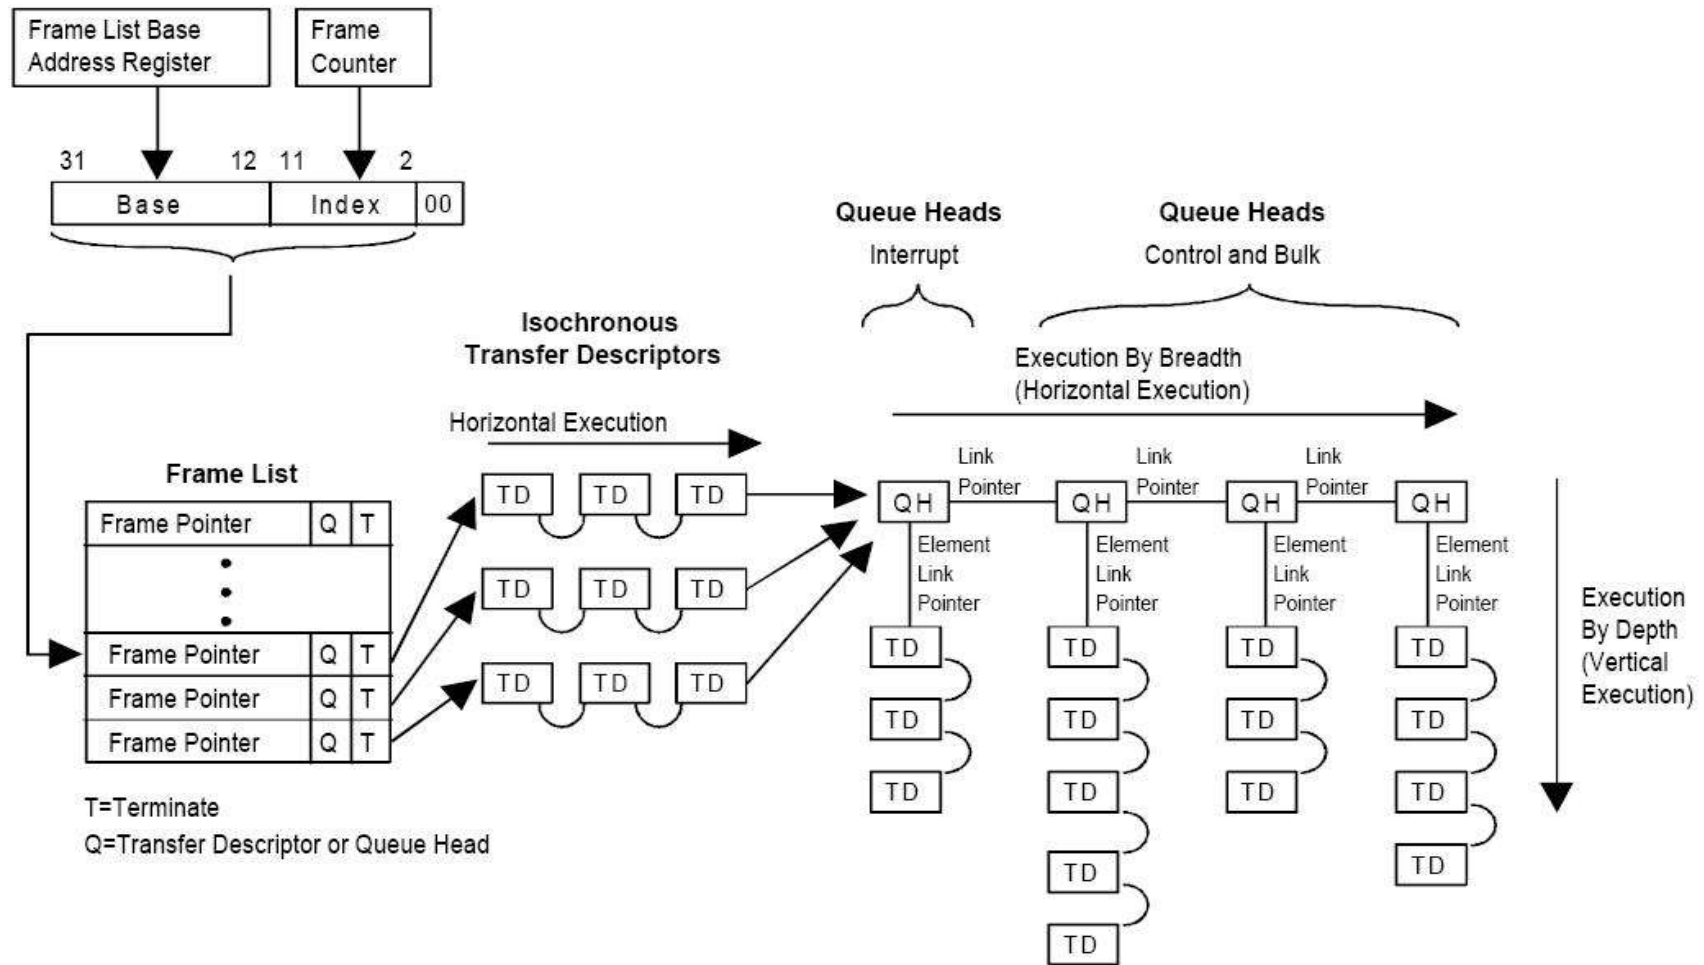 Frame List Base
Address Register
Frame
Counter
31 12 11 2
Base Index 00
Queue Heads
Interrupt
Queue Heads
Control and Bulk
Isochronous
Transfer Descriptors
Execution By Breadth
(Horizontal Execution)
Horizontal Execution
Frame List
Frame Pointer Q T
Frame Pointer Q T
Frame Pointer Q T
Frame Pointer Q T
T=Terminate
Q=Transfer Descriptor or Queue Head
TD TD TD
TD TD TD
TD TD TD
Link
Pointer
Link
Pointer
Link
Pointer
QH QH QH QH
Element
Link
Pointer
Element
Link
Pointer
Element
Link
Pointer
Element
Link
Pointer
TD TD TD TD
TD TD TD TD
TD TD TD TD
TD TD
TD
Execution
By Depth
(Vertical
Execution)